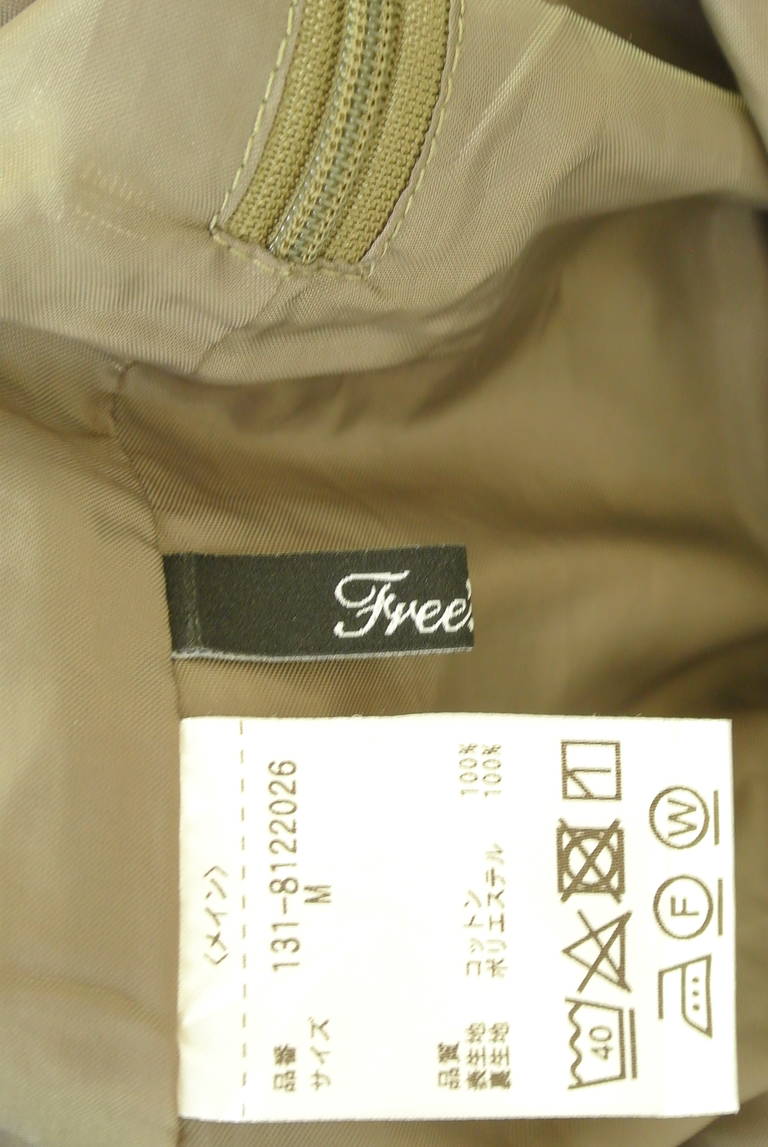 Free's
〈メイン〉
品番 131-8122026
サイズ M
品質
表生地 コットン 100%
裏生地 ポリエステル 100%
40
F
W